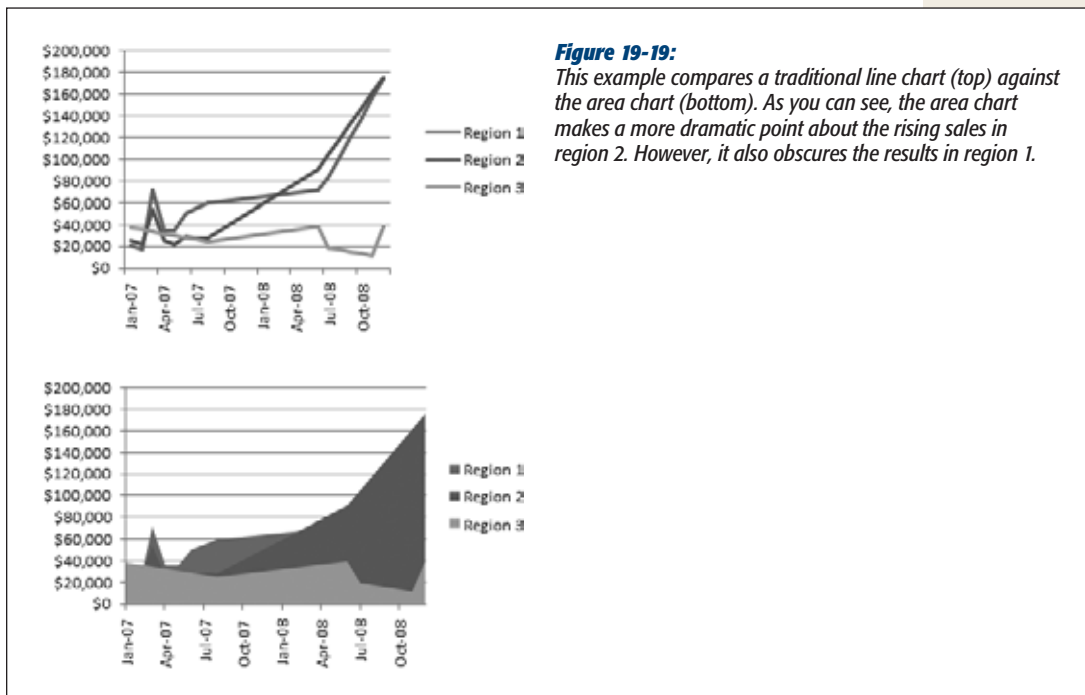 $200,000
$180,000
$160,000
$140,000
$120,000
$100,000
$80,000
$60,000
$40,000
$20,000
$0
Jan-07
Apr-07
Jul-07
Oct-07
Jan-08
Apr-08
Jul-08
Oct-08
Region 1
Region 2
Region 3
Figure 19-19:
This example compares a traditional line chart (top) against
the area chart (bottom). As you can see, the area chart
makes a more dramatic point about the rising sales in
region 2. However, it also obscures the results in region 1.
$200,000
$180,000
$160,000
$140,000
$120,000
$100,000
$80,000
$60,000
$40,000
$20,000
$0
Jan-07
Apr-07
Jul-07
Oct-07
Jan-08
Apr-08
Jul-08
Oct-08
Region 1
Region 2
Region 3